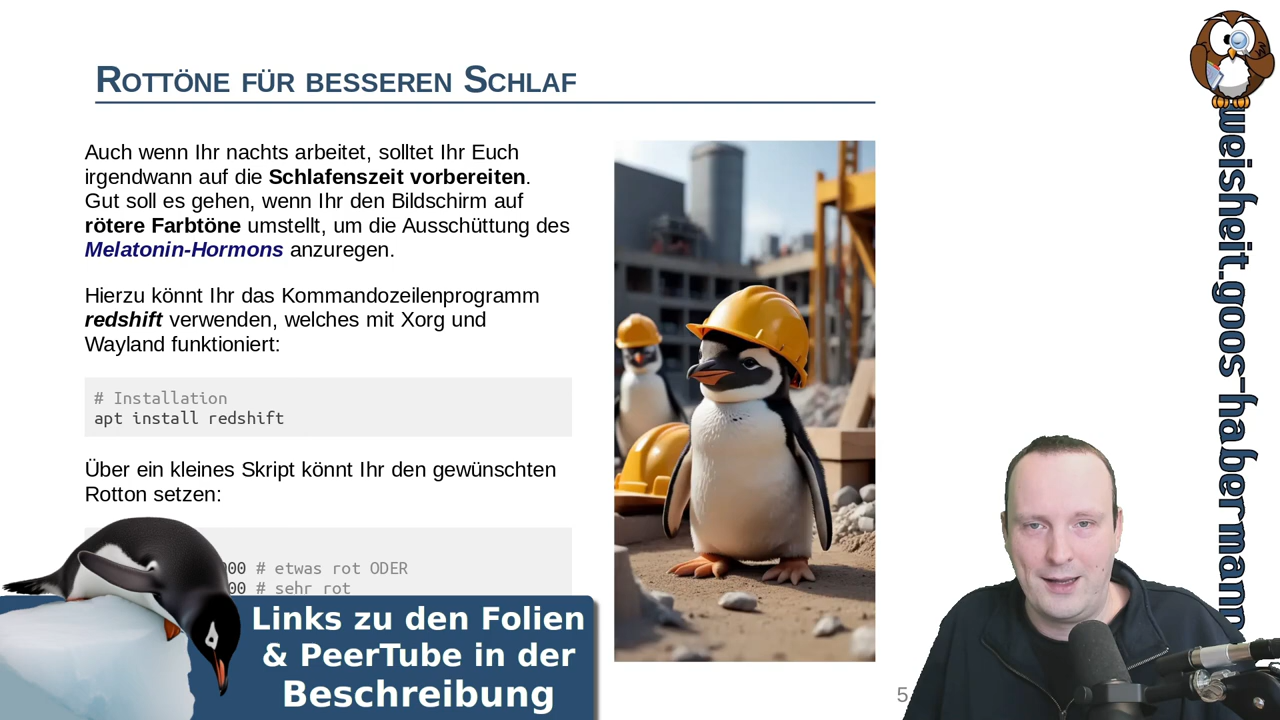 Rottöne für besseren Schlaf
Auch wenn Ihr nachts arbeitet, solltet Ihr Euch
irgendwann auf die Schlafenszeit vorbereiten.
Gut soll es gehen, wenn Ihr den Bildschirm auf
rötere Farbtöne umstellt, um die Ausschüttung des
Melatonin-Hormons anzuregen.
Hierzu könnt Ihr das Kommandozeilenprogramm
redshift verwenden, welches mit Xorg und
Wayland funktioniert:
# Installation
apt install redshift
Über ein kleines Skript könnt Ihr den gewünschten
Rotton setzen:
# etwas rot ODER
# sehr rot
Links zu den Folien
& PeerTube in der
Beschreibung
5
weisheit.goos-habermann